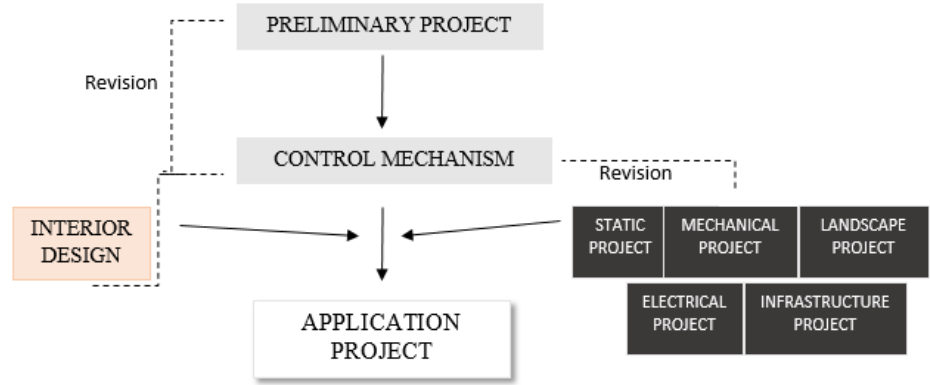 PRELIMINARY PROJECT
Revision
CONTROL MECHANISM
Revision
INTERIOR
DESIGN
STATIC
PROJECT
MECHANICAL
PROJECT
LANDSCAPE
PROJECT
ELECTRICAL
PROJECT
INFRASTRUCTURE
PROJECT
APPLICATION
PROJECT